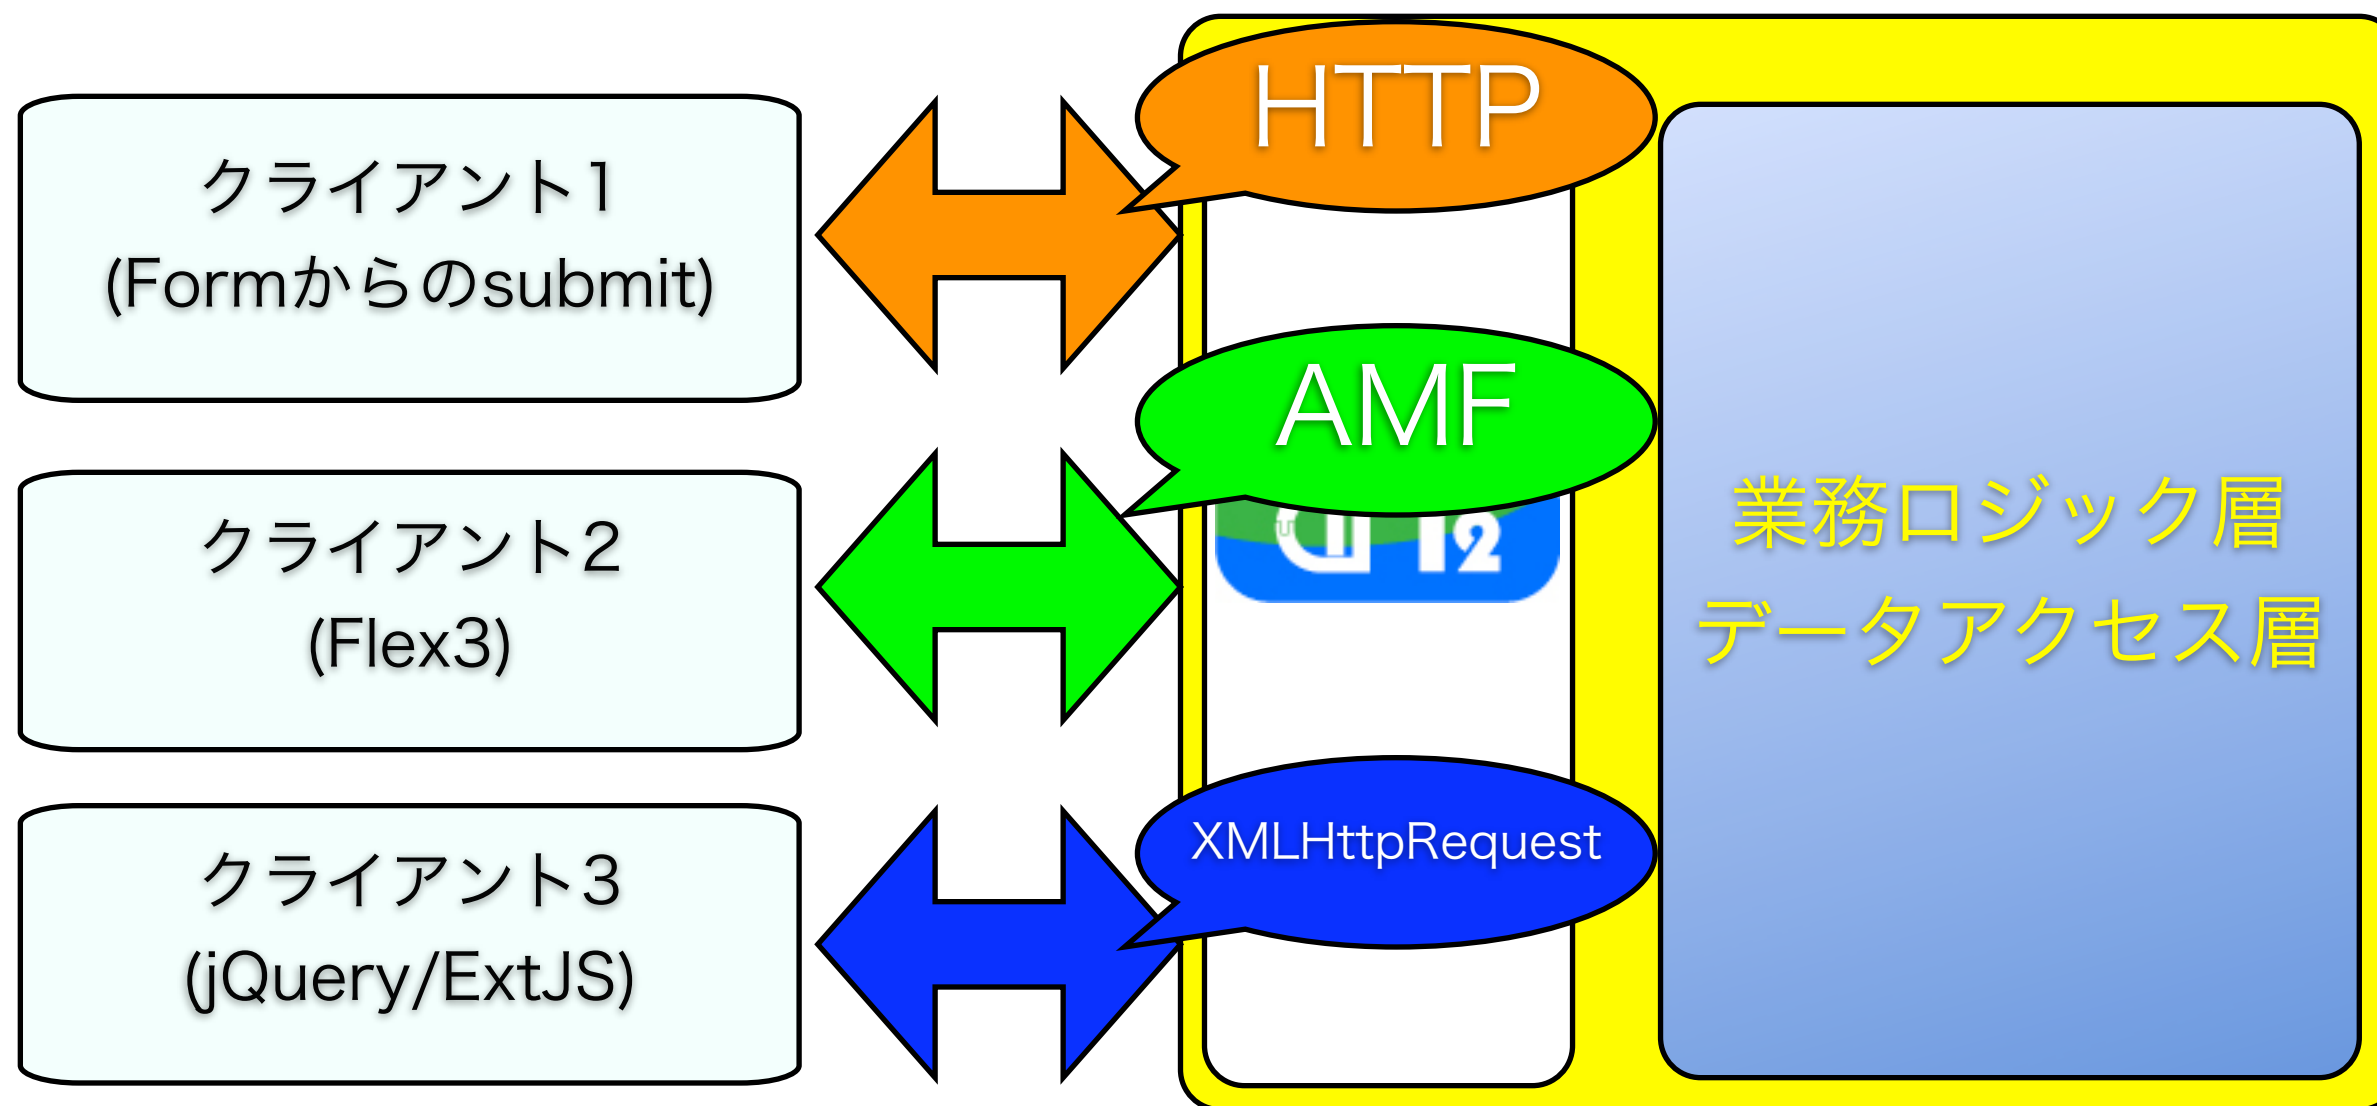 HTTP
クライアント1
(Formからのsubmit)
AMF
クライアント2
(Flex3)
業務ロジック層
データアクセス層
XMLHttpRequest
クライアント3
(jQuery/ExtJS)